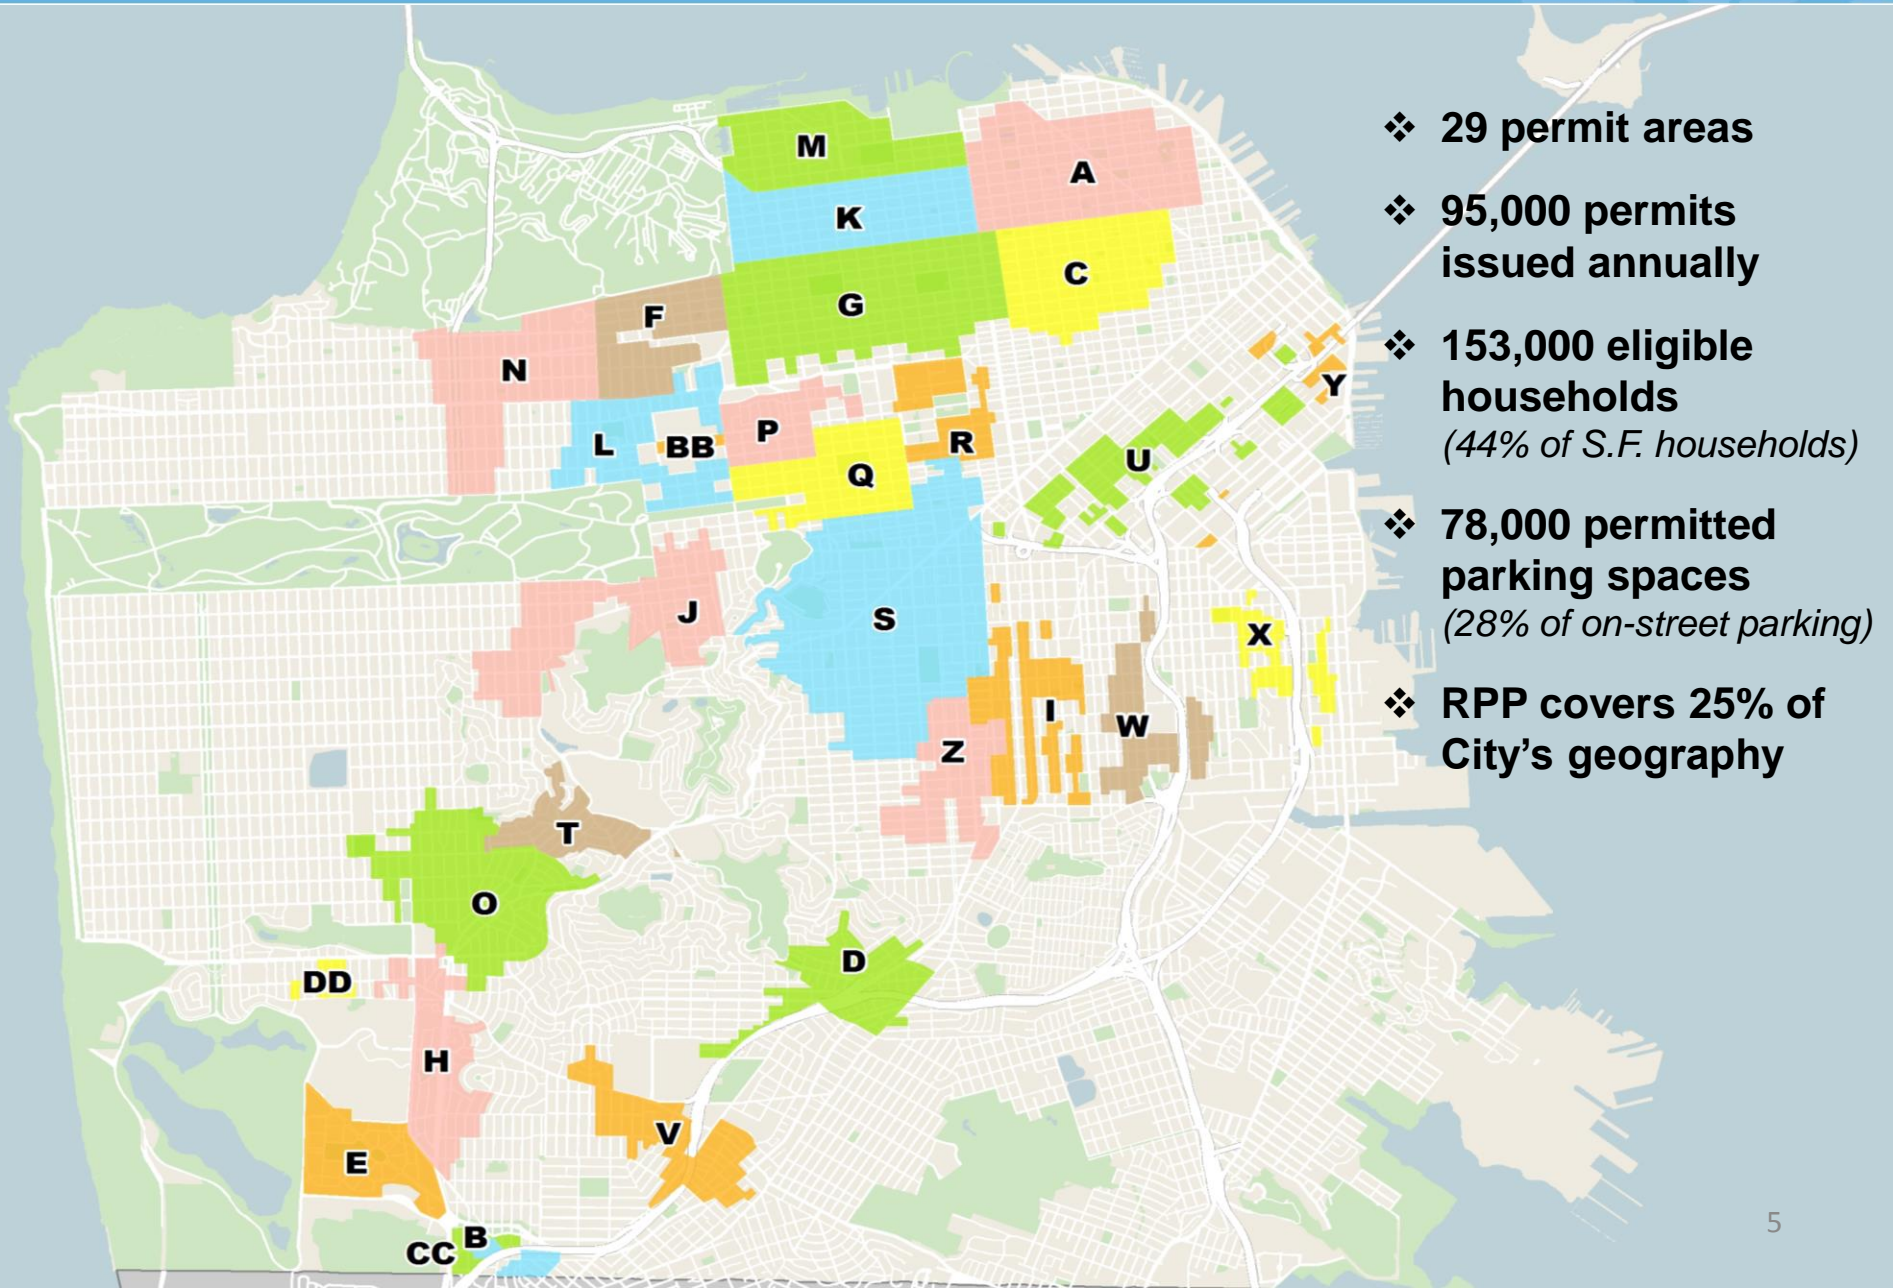 M
A
K
C
G
F
N
Y
P
R
L
BB
U
Q
J
S
X
I
W
Z
T
O
D
DD
H
V
E
B
CC
❖ 29 permit areas
❖ 95,000 permits
issued annually
❖ 153,000 eligible
households
(44% of S.F. households)
❖ 78,000 permitted
parking spaces
(28% of on-street parking)
❖ RPP covers 25% of
City’s geography
5